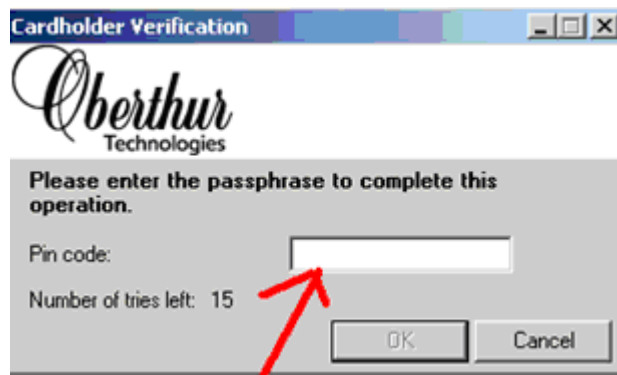 Cardholder Verification
Oberthur
Technologies
Please enter the passphrase to complete this
operation.
Pin code:
Number of tries left: 15
OK Cancel